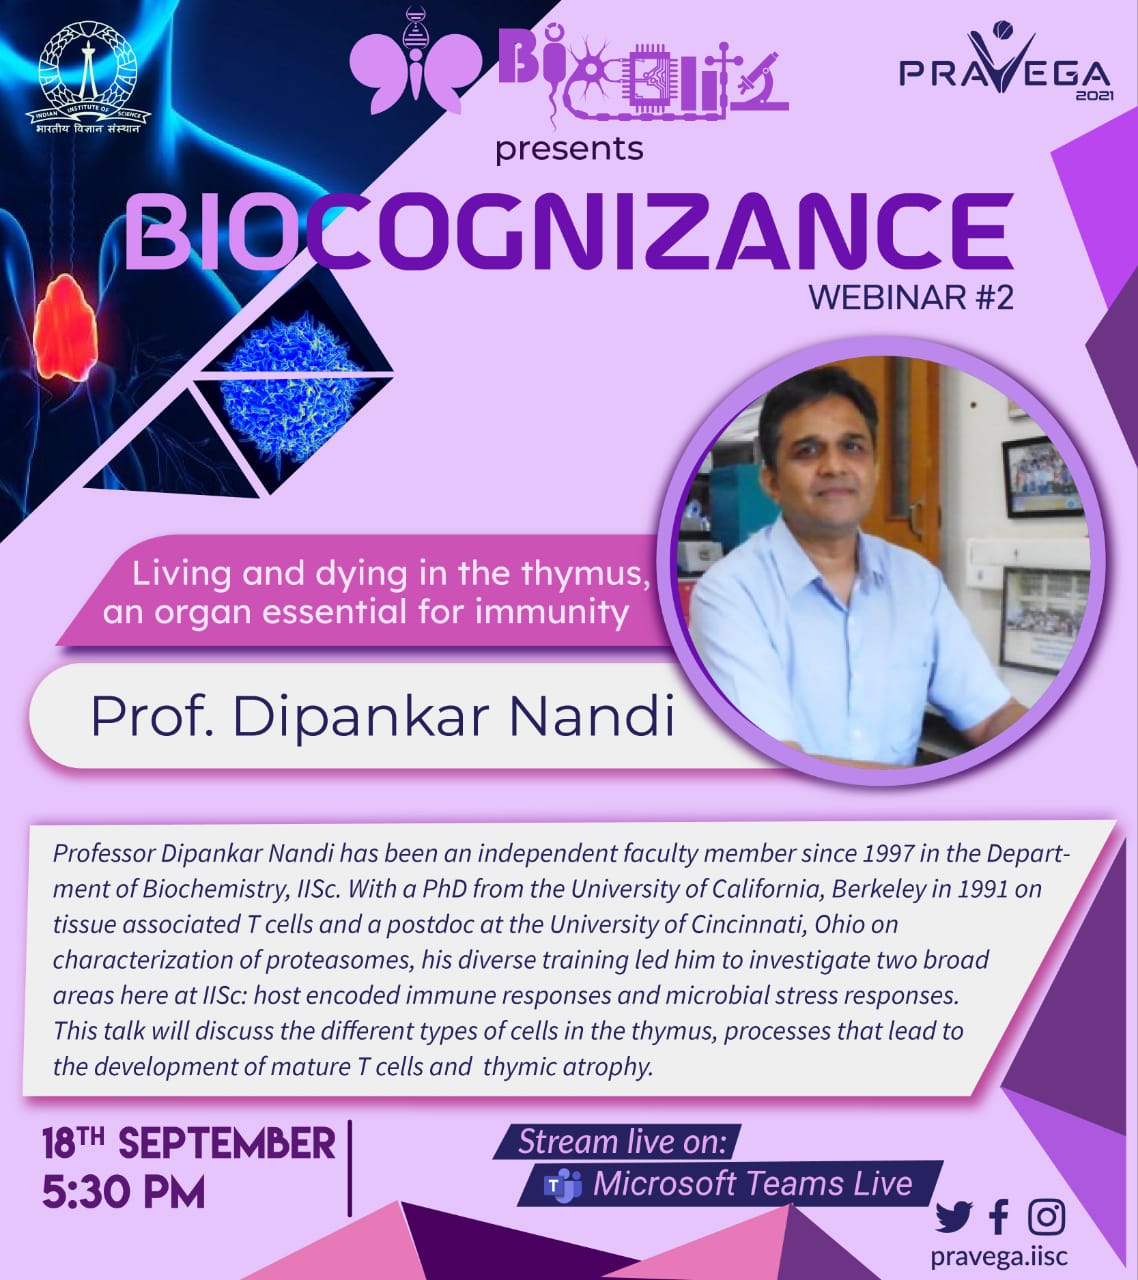 INDIAN INSTITUTE OF SCIENCE
भारतीय विज्ञान संस्थान
BioBlitz
PRAVEGA
2021
presents
BIOCOGNIZANCE
WEBINAR #2
Living and dying in the thymus,
an organ essential for immunity
Prof. Dipankar Nandi
Professor Dipankar Nandi has been an independent faculty member since 1997 in the Depart-
ment of Biochemistry, IISc. With a PhD from the University of California, Berkeley in 1991 on
tissue associated T cells and a postdoc at the University of Cincinnati, Ohio on
characterization of proteasomes, his diverse training led him to investigate two broad
areas here at IISc: host encoded immune responses and microbial stress responses.
This talk will discuss the different types of cells in the thymus, processes that lead to
the development of mature T cells and  thymic atrophy.
18TH SEPTEMBER
5:30 PM
Stream live on:
T Microsoft Teams Live
pravega.iisc